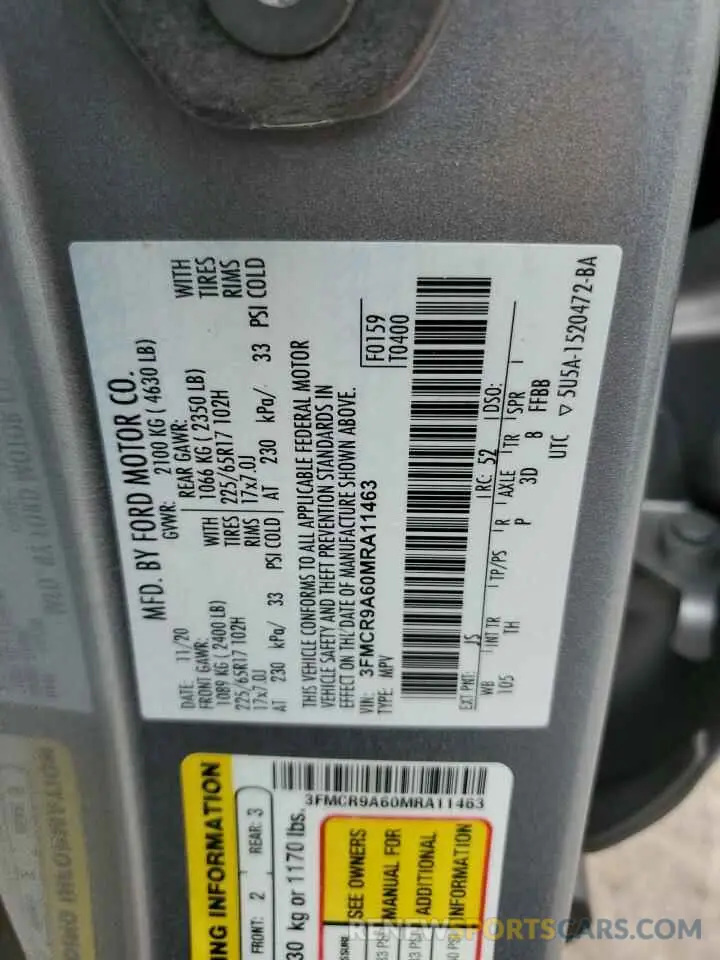 MFD. BY FORD MOTOR CO.
DATE: 11/20
GVWR: 2100 KG ( 4630 LB)
FRONT GAWR: REAR GAWR: WITH
1089 KG ( 2400 LB) WITH 1066 KG ( 2350 LB) TIRES
225/65R17 102H TIRES 225/65R17 102H RIMS
17x7.0J RIMS 17x7.0J
AT 230 kPa/ 33 PSI COLD AT 230 kPa/ 33 PSI COLD
THIS VEHICLE CONFORMS TO ALL APPLICABLE FEDERAL MOTOR
VEHICLE SAFETY AND THEFT PREVENTION STANDARDS IN
EFFECT ON THE DATE OF MANUFACTURE SHOWN ABOVE.
VIN: 3FMCR9A60MRA11463
TYPE: MPV
F0159
T0400
EXT PNT: JS RC: 52 DSO:
WB INT TR TP/PS R AXLE TR SPR
105 TH P 3D 8 FFBB
UTC ▽ 5U5A-1520472-BA
3FMCR9A60MRA11463
ING INFORMATION
FRONT: 2 REAR: 3
30 kg or 1170 lbs.
SEE OWNERS
MANUAL FOR
ADDITIONAL
INFORMATION
RENEWSPORTSCARS.COM